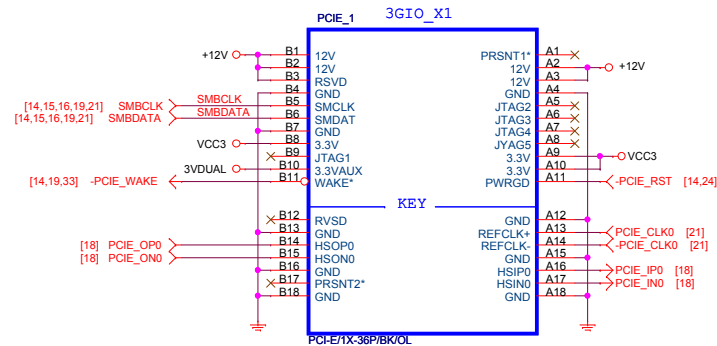 3GIO_X1
PCIE_1
+12V B1 12V PRSNT1* A1
B2 12V 12V A2 +12V
B3 RSVD 12V A3
B4 GND GND A4
[14,15,16,19,21] SMBCLK SMBCLK B5 SMCLK JTAG2 A5
[14,15,16,19,21] SMBDATA SMBDATA B6 SMDAT JTAG3 A6
B7 GND JTAG4 A7
VCC3 B8 3.3V JYAG5 A8
B9 JTAG1 3.3V A9 VCC3
3VDUAL B10 3.3VAUX 3.3V A10
[14,19,33] -PCIE_WAKE B11 WAKE* PWRGD A11 -PCIE_RST [14,24]
KEY
B12 RVSD GND A12
B13 GND REFCLK+ A13 PCIE_CLK0 [21]
[18] PCIE_OP0 B14 HSOP0 REFCLK- A14 -PCIE_CLK0 [21]
[18] PCIE_ON0 B15 HSON0 GND A15
B16 GND HSIP0 A16 PCIE_IP0 [18]
B17 PRSNT2* HSIN0 A17 PCIE_IN0 [18]
B18 GND GND A18
PCI-E/1X-36P/BK/OL